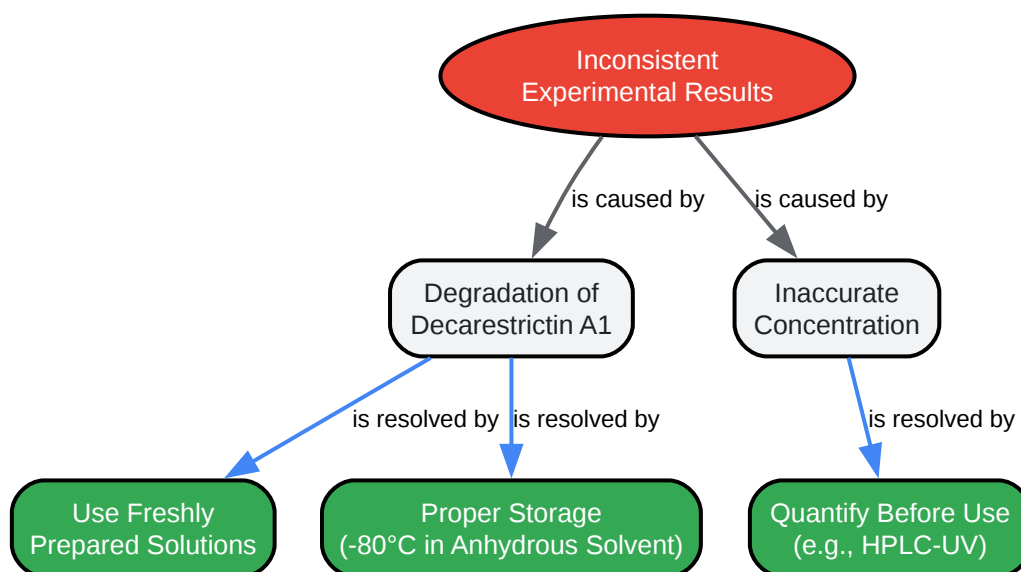 Inconsistent
Experimental Results
is caused by
is caused by
Degradation of
Decarestrictin A1
Inaccurate
Concentration
is resolved by
is resolved by
is resolved by
Use Freshly
Prepared Solutions
Proper Storage
(-80°C in Anhydrous Solvent)
Quantify Before Use
(e.g., HPLC-UV)